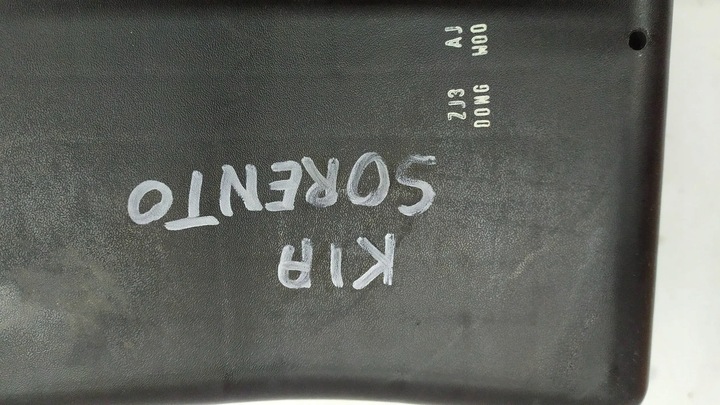 KIA
SORENTO
ZJ3 AJ
DONG WOO